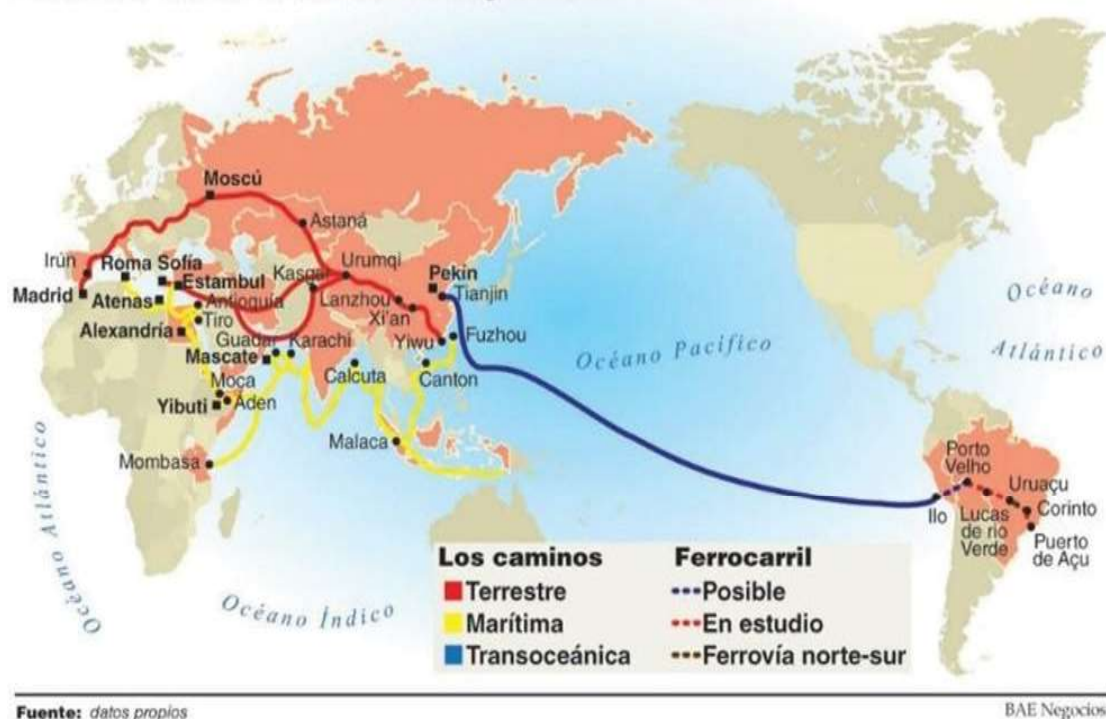 Moscú
Astaná
Irún
Roma
Sofía
Urumqi
Kasgar
Pekín
Madrid
Estambul
Tianjin
Atenas
Antioquía
Lanzhou
Tiro
Xi'an
Fuzhou
Alexandría
Guadar
Karachi
Yiwu
Mascate
Calcuta
Canton
Moca
Yibuti
Aden
Malaca
Mombasa
Océano Pacífico
Océano
Atlántico
Océano Atlántico
Océano Índico
Porto
Velho
Uruaçu
Ilo
Lucas
de rio
Verde
Corinto
Puerto
de Açu
Los caminos
Terrestre
Marítima
Transoceánica
Ferrocarril
Posible
En estudio
Ferrovía norte-sur
Fuente: datos propios
BAE Negocios